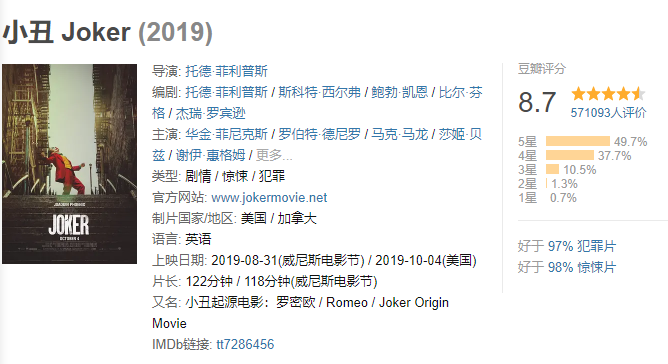 小丑 Joker (2019)
JOAQUIN PHOENIX
JOKER
OCTOBER 4
导演: 托德·菲利普斯
编剧: 托德·菲利普斯 / 斯科特·西尔弗 / 鲍勃·凯恩 / 比尔·芬
格 / 杰瑞·罗宾逊
主演: 华金·菲尼克斯 / 罗伯特·德尼罗 / 马克·马龙 / 莎姬·贝
兹 / 谢伊·惠格姆 / 更多...
类型: 剧情 / 惊悚 / 犯罪
官方网站: www.jokermovie.net
制片国家/地区: 美国 / 加拿大
语言: 英语
上映日期: 2019-08-31(威尼斯电影节) / 2019-10-04(美国)
片长: 122分钟 / 118分钟(威尼斯电影节)
又名: 小丑起源电影：罗密欧 / Romeo / Joker Origin
Movie
IMDb链接: tt7286456
豆瓣评分
8.7
571093人评价
5星 49.7%
4星 37.7%
3星 10.5%
2星 1.3%
1星 0.7%
好于 97% 犯罪片
好于 98% 惊悚片